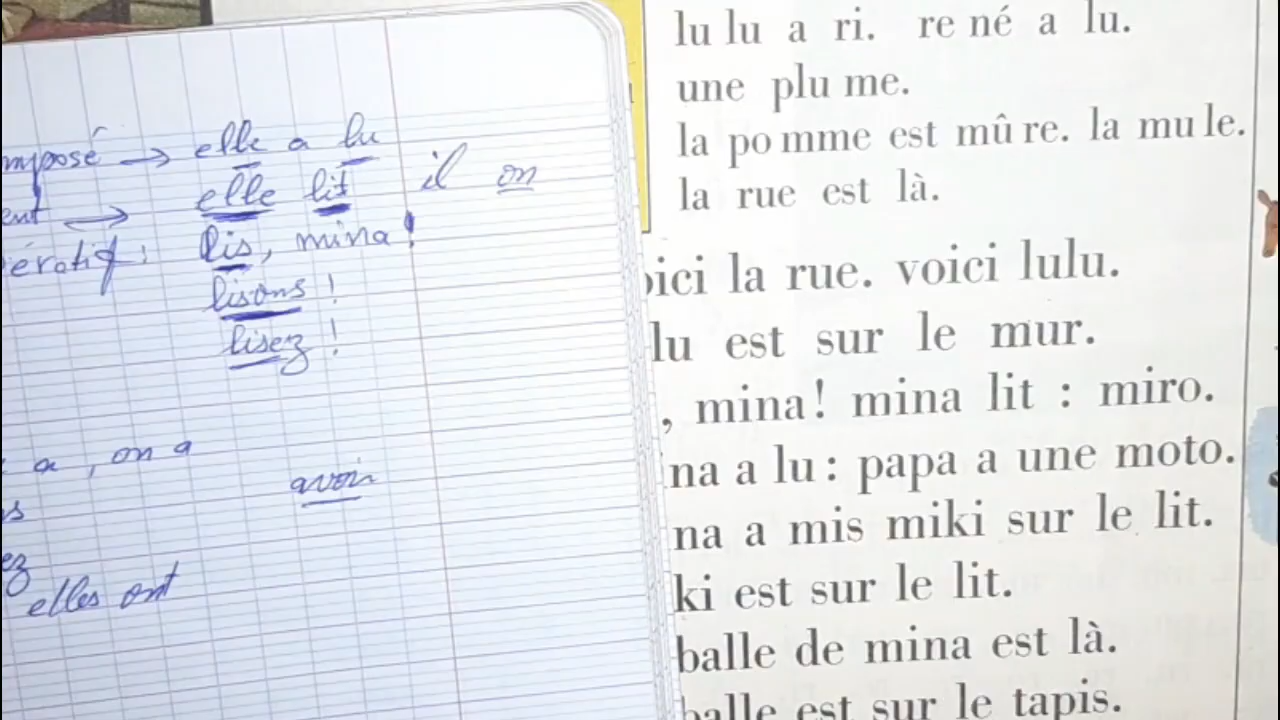 mposé → elle a lu
ent → elle lit il on
ératif: lis, mina!
lisons!
lisez!
a, on a
avoir
ez
elles ont
lu lu a ri. re né a lu.
une plu me.
la po mme est mû re. la mu le.
la rue est là.
oici la rue. voici lulu.
lu est sur le mur.
, mina! mina lit : miro.
na a lu : papa a une moto.
na a mis miki sur le lit.
ki est sur le lit.
balle de mina est là.
balle est sur le tapis.